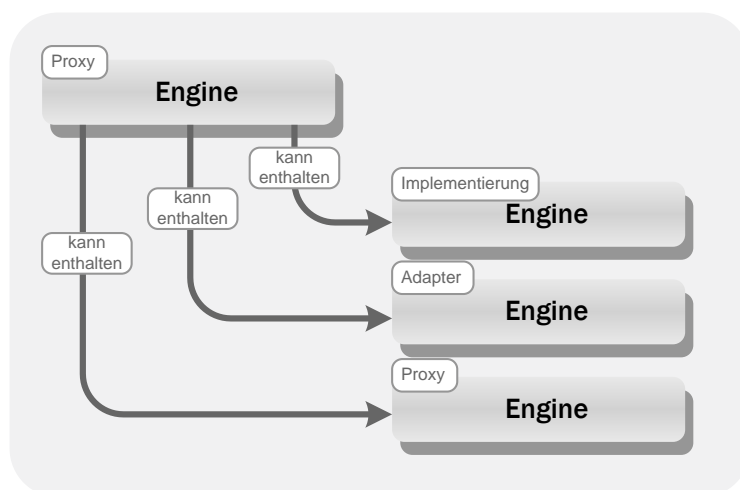 Proxy
Engine
kann
enthalten
kann
enthalten
kann
enthalten
Implementierung
Engine
Adapter
Engine
Proxy
Engine